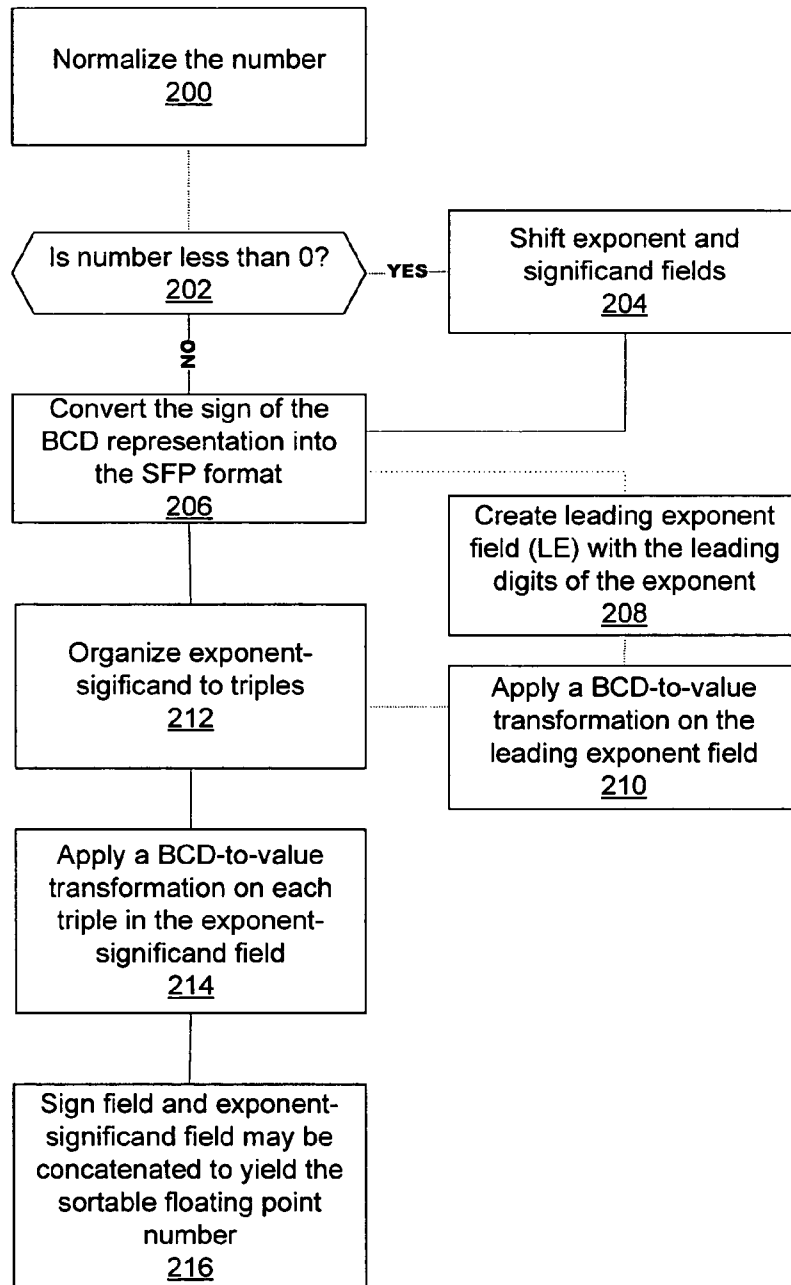 Normalize the number
200
Is number less than 0?
202
YES
Shift exponent and
significand fields
204
NO
Convert the sign of the
BCD representation into
the SFP format
206
Create leading exponent
field (LE) with the leading
digits of the exponent
208
Apply a BCD-to-value
transformation on the
leading exponent field
210
Organize exponent-
sigificand to triples
212
Apply a BCD-to-value
transformation on each
triple in the exponent-
significand field
214
Sign field and exponent-
significand field may be
concatenated to yield the
sortable floating point
number
216